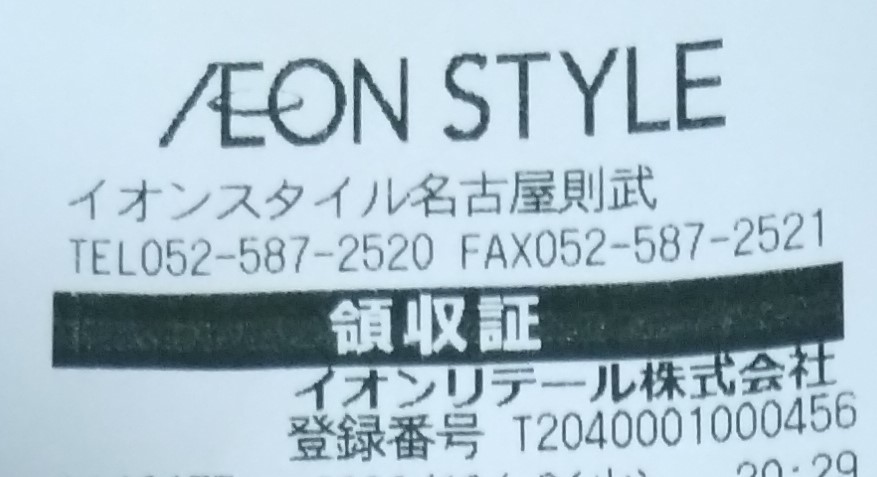 ÆON STYLE
イオンスタイル名古屋則武
TEL052-587-2520 FAX052-587-2521
領収証
イオンリテール株式会社
登録番号 T2040001000456
20:29